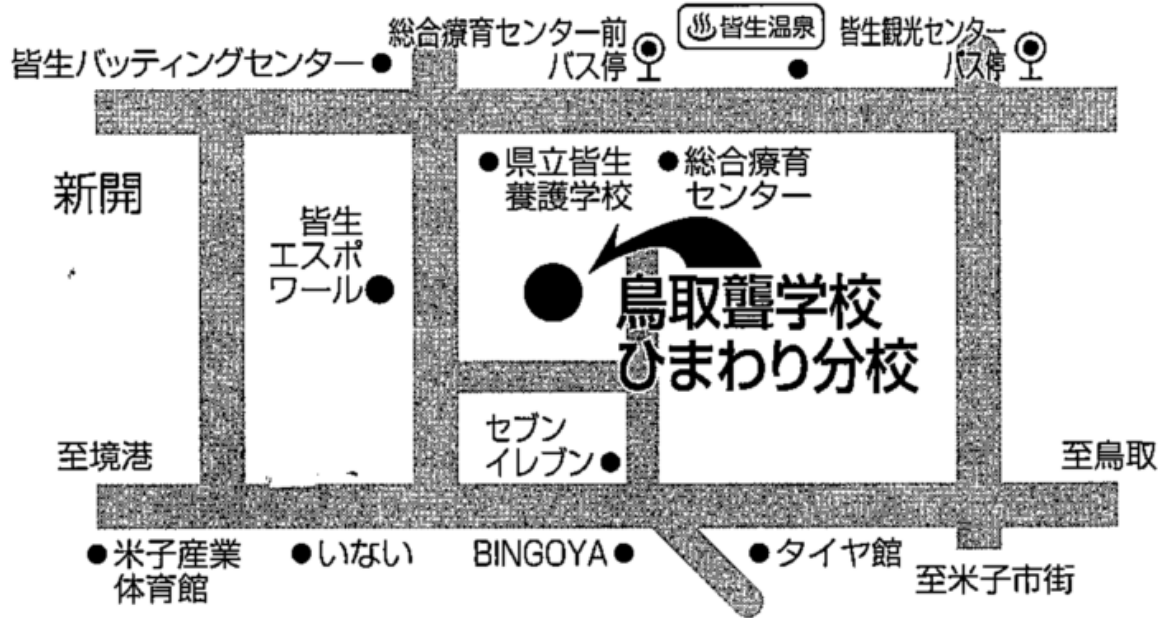 総合療育センター前
バス停
皆生温泉
皆生観光センター
バス停
皆生バッティングセンター
県立皆生
養護学校
総合療育
センター
新開
皆生
エスポ
ワール
鳥取聾学校
ひまわり分校
セブン
イレブン
至境港
至鳥取
米子産業
体育館
いない
BINGOYA
タイヤ館
至米子市街